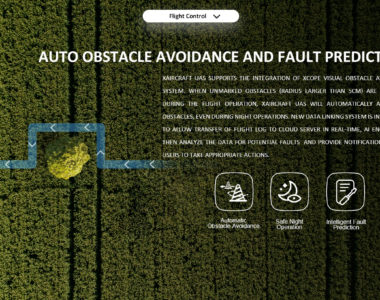 Flight Control
AUTO OBSTACLE AVOIDANCE AND FAULT PREDICT
XAIRCRAFT UAS SUPPORTS THE INTEGRATION OF XCOPE VISUAL OBSTACLE A
SYSTEM. WHEN UNMARKED OBSTACLES (RADIUS LARGER THAN 5CM) ARE
DURING THE FLIGHT OPERATION, XAIRCRAFT UAS WILL AUTOMATICALLY A
OBSTACLES, EVEN DURING NIGHT OPERATIONS. NEW DATA LINKING SYSTEM IS IN
TO ALLOW TRANSFER OF FLIGHT LOG TO CLOUD SERVER IN REAL-TIME, AI EN
THEN ANALYZE THE DATA FOR POTENTIAL FAULTS AND PROVIDE NOTIFICATION
USERS TO TAKE APPROPRIATE ACTIONS.
Automatic
Obstacle Avoidance
Safe Night
Operation
Intelligent Fault
Prediction